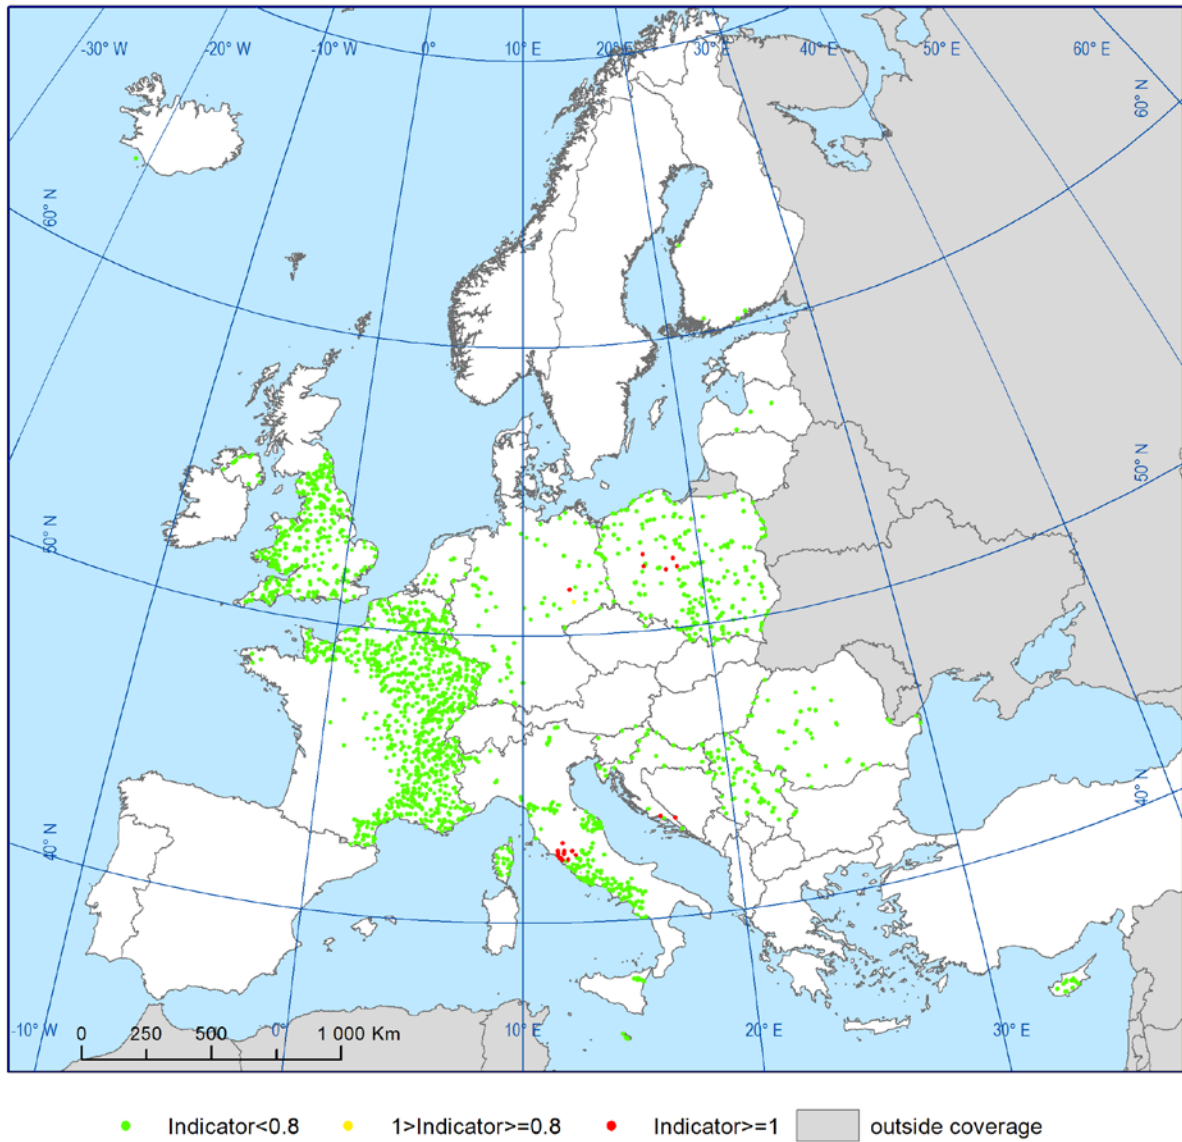 -30° W -20° W -10° W 0° 10° E 20° E 30° E 40° E 50° E 60° E
60° N
60° N
50° N
50° N
40° N
40° N
-10° W 0° 10° E 20° E 30° E
0 250 500 1 000 Km
Indicator<0.8 1>Indicator>=0.8 Indicator>=1 outside coverage